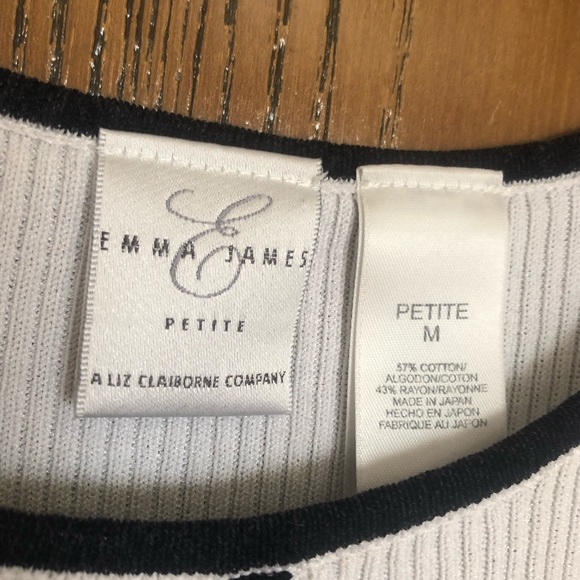 E
EMMA JAMES
PETITE
A LIZ CLAIBORNE COMPANY
PETITE
M
57% COTTON/
ALGODON/COTON
43% RAYON/RAYONNE
MADE IN JAPAN
HECHO EN JAPON
FABRIQUE AU JAPON